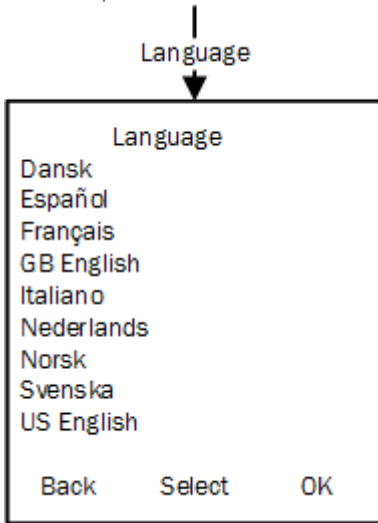 Language
Language
Dansk
Español
Français
GB English
Italiano
Nederlands
Norsk
Svenska
US English
Back Select OK